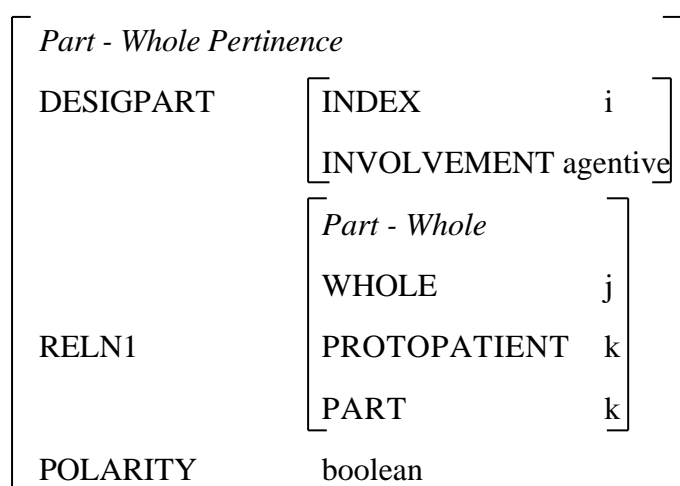 Part - Whole Pertinence
DESIGPART INDEX i
INVOLVEMENT agentive
Part - Whole
WHOLE j
RELN1 PROTOPATIENT k
PART k
POLARITY boolean